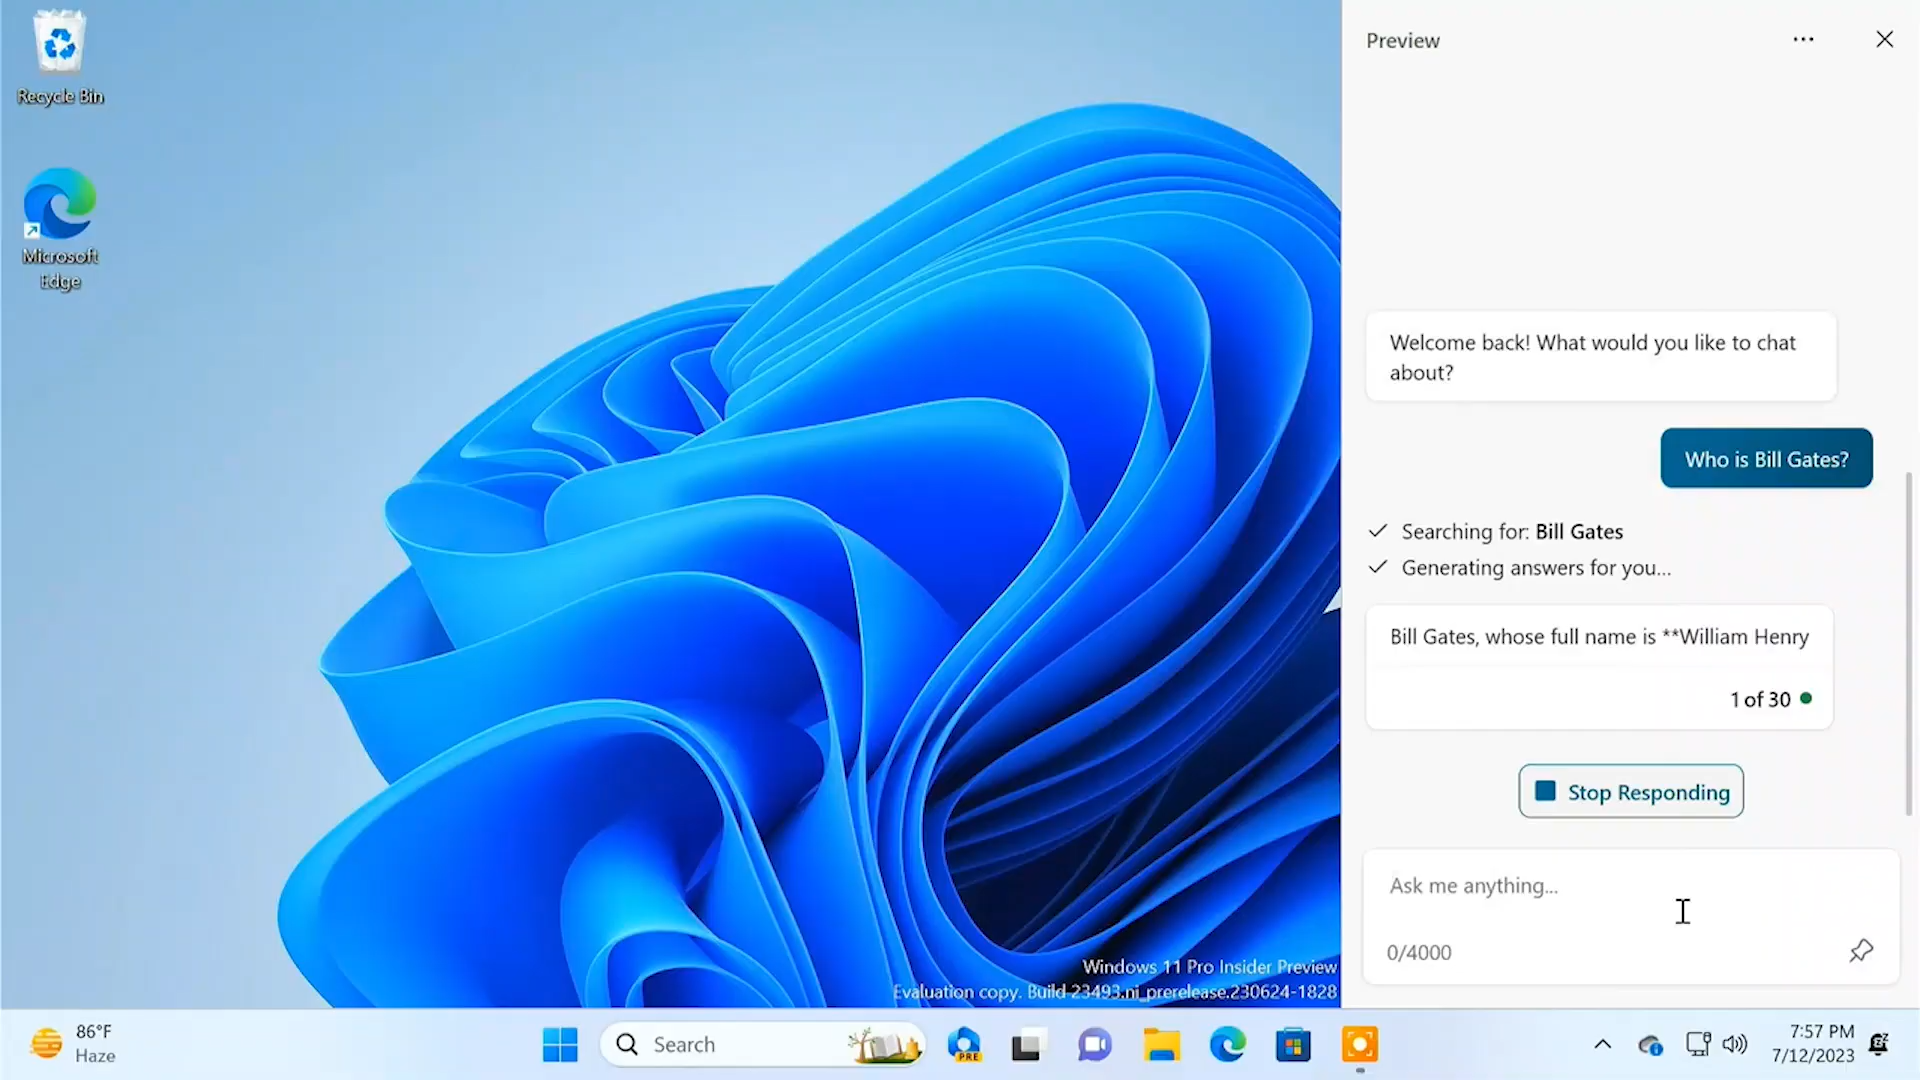 Recycle Bin
Microsoft
Edge
Preview
Welcome back! What would you like to chat
about?
Who is Bill Gates?
Searching for: Bill Gates
Generating answers for you...
Bill Gates, whose full name is **William Henry
1 of 30
Stop Responding
Ask me anything...
0/4000
Windows 11 Pro Insider Preview
Evaluation copy. Build 23493.ni_prerelease.230624-1828
86°F
Haze
Search
PRE
7:57 PM
7/12/2023